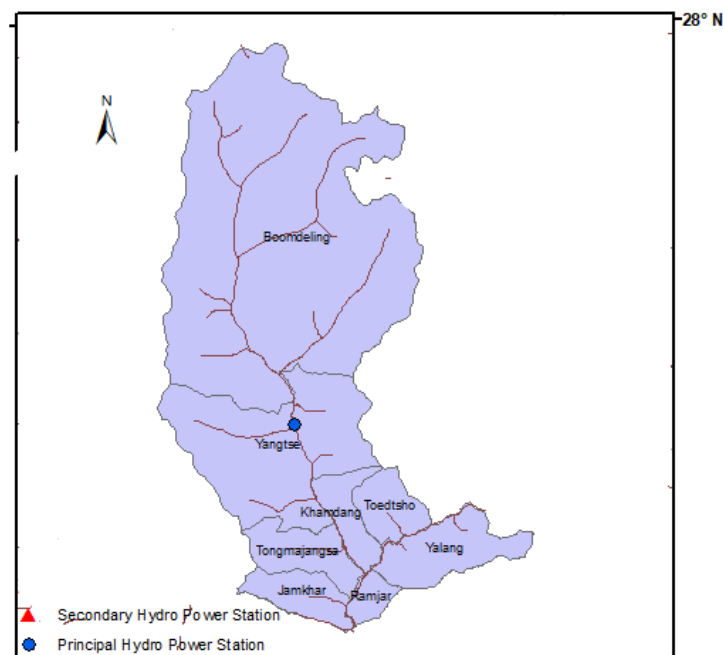 28° N
N
Boomdeling
Yangtse
Toedtsho
Khamdang
Yalang
Tongmajangsa
Jamkhar
Ramjar
Secondary Hydro Power Station
Principal Hydro Power Station